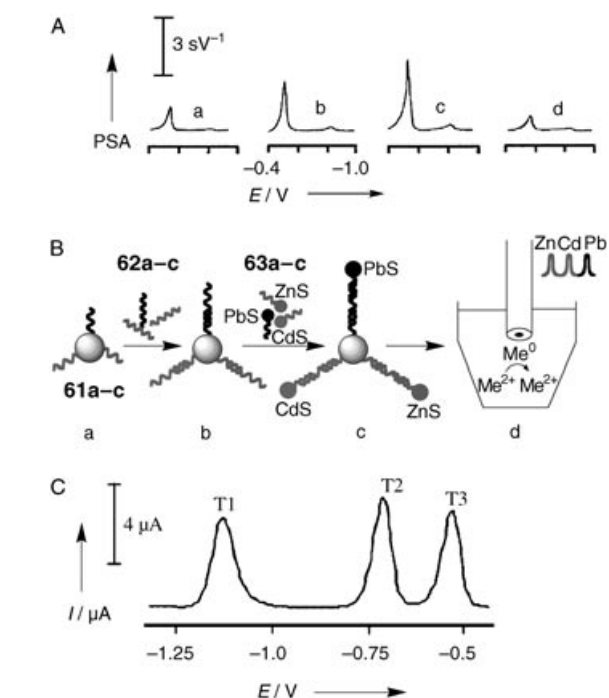 A
3 sV⁻¹
PSA
a
b
c
d
−0.4
−1.0
E / V
B
62a–c
63a–c
ZnS
PbS
CdS
61a–c
PbS
CdS
ZnS
Zn Cd Pb
Me⁰
Me²⁺ Me²⁺
a
b
c
d
C
4 µA
T1
T2
T3
I / µA
−1.25
−1.0
−0.75
−0.5
E / V